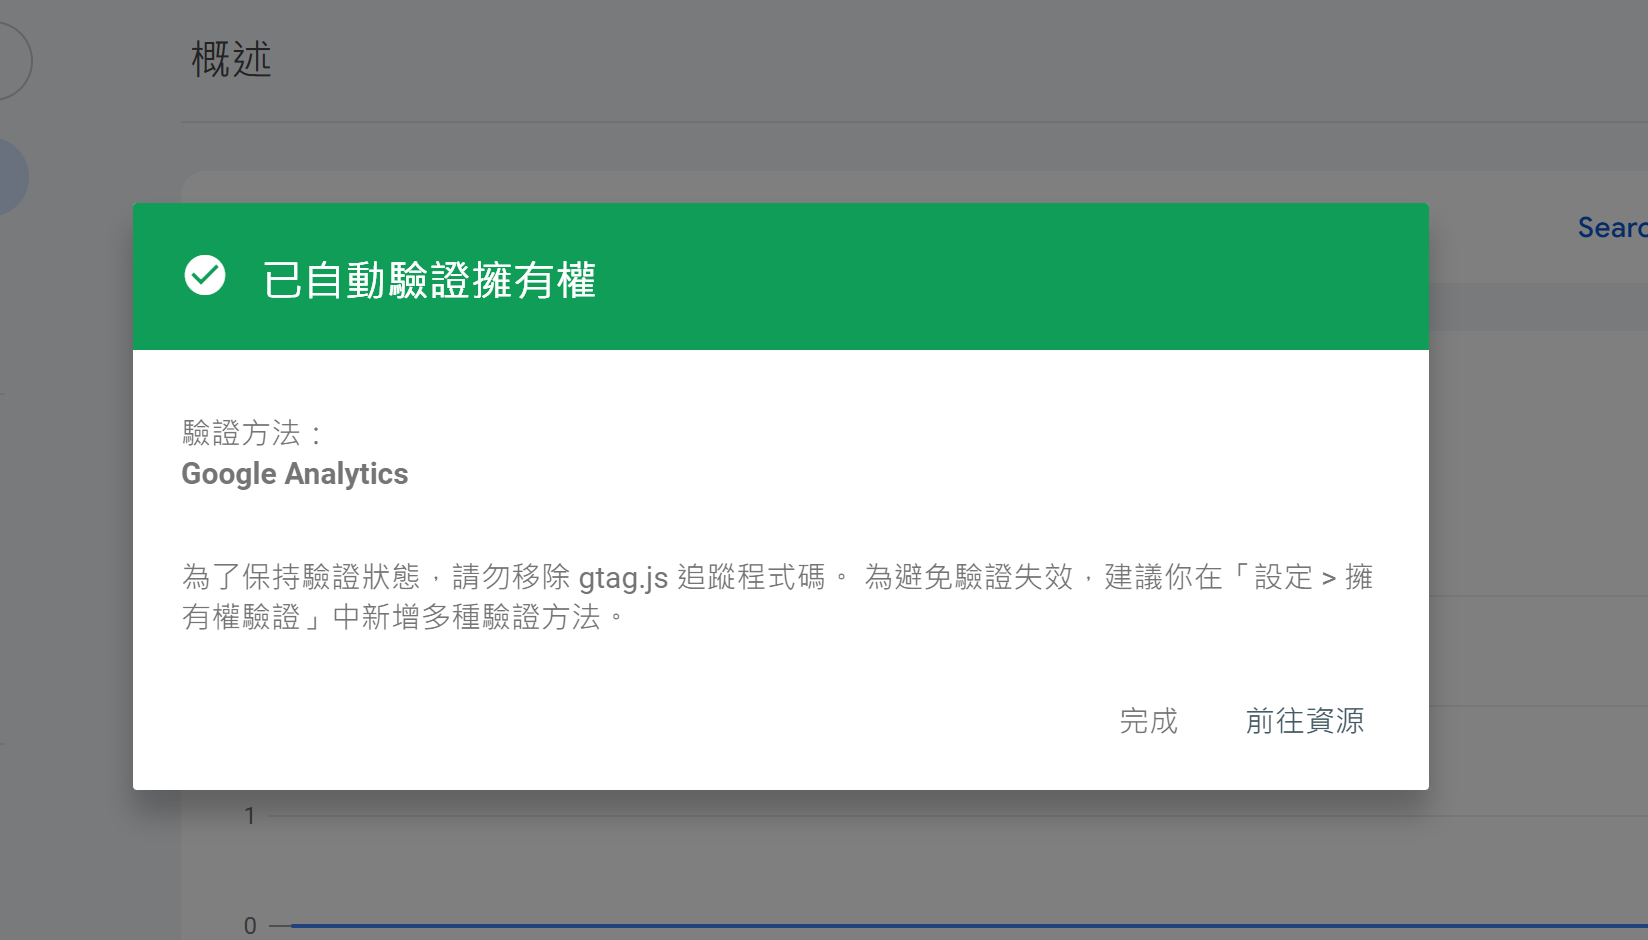 概述
Searc
已自動驗證擁有權
驗證方法：
Google Analytics
為了保持驗證狀態，請勿移除 gtag.js 追蹤程式碼。 為避免驗證失效，建議你在「設定 > 擁
有權驗證」中新增多種驗證方法。
完成 前往資源
1
0